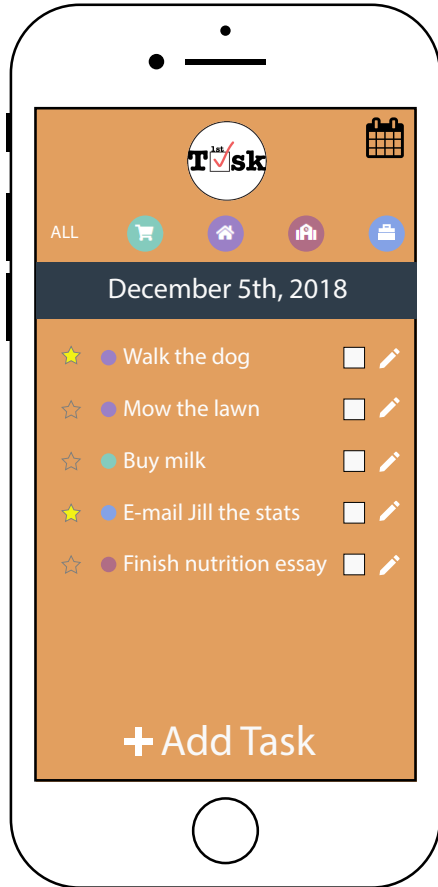 1st
Task
ALL
December 5th, 2018
Walk the dog
Mow the lawn
Buy milk
E-mail Jill the stats
Finish nutrition essay
+ Add Task